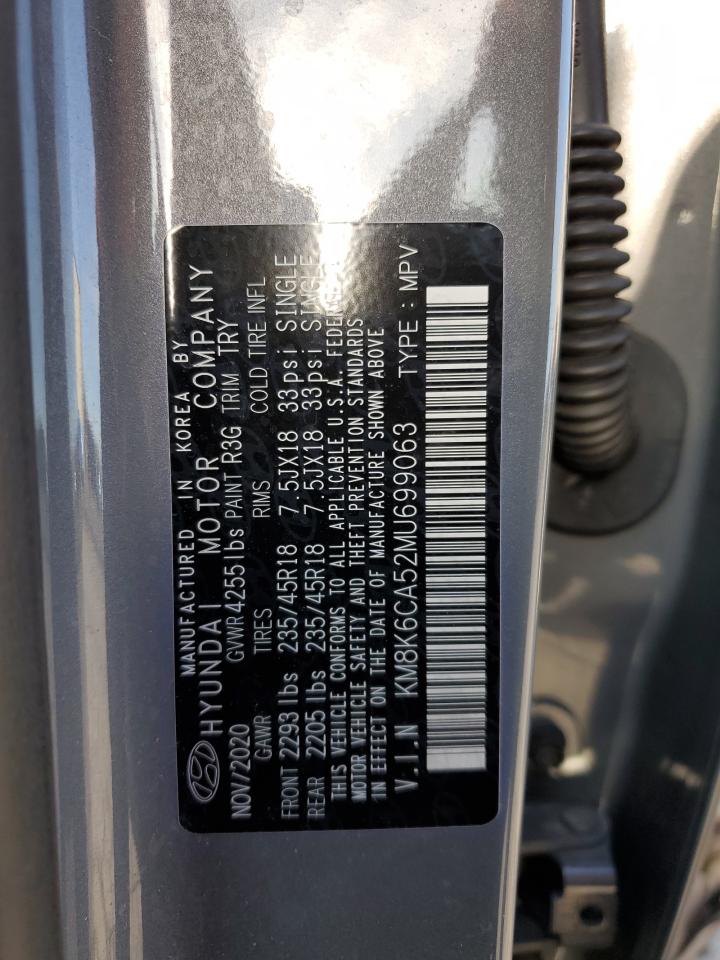 MANUFACTURED IN KOREA BY
HYUNDAI MOTOR COMPANY
NOV/2020 GVWR 4255 lbs PAINT R3G TRIM TRY
GAWR TIRES RMS COLD TIRE INFL
FRONT 2293 lbs 235/45R18 7.5JX18 33psi SINGLE
REAR 2205 lbs 235/45R18 7.5JX18 33psi SINGLE
THIS VEHICLE CONFORMS TO ALL APPLICABLE U.S.A. FEDERAL
MOTOR VEHICLE SAFETY AND THEFT PREVENTION STANDARDS
IN EFFECT ON THE DATE OF MANUFACTURE SHOWN ABOVE
V.I.N KM8K6CA52MU699063 TYPE : MPV